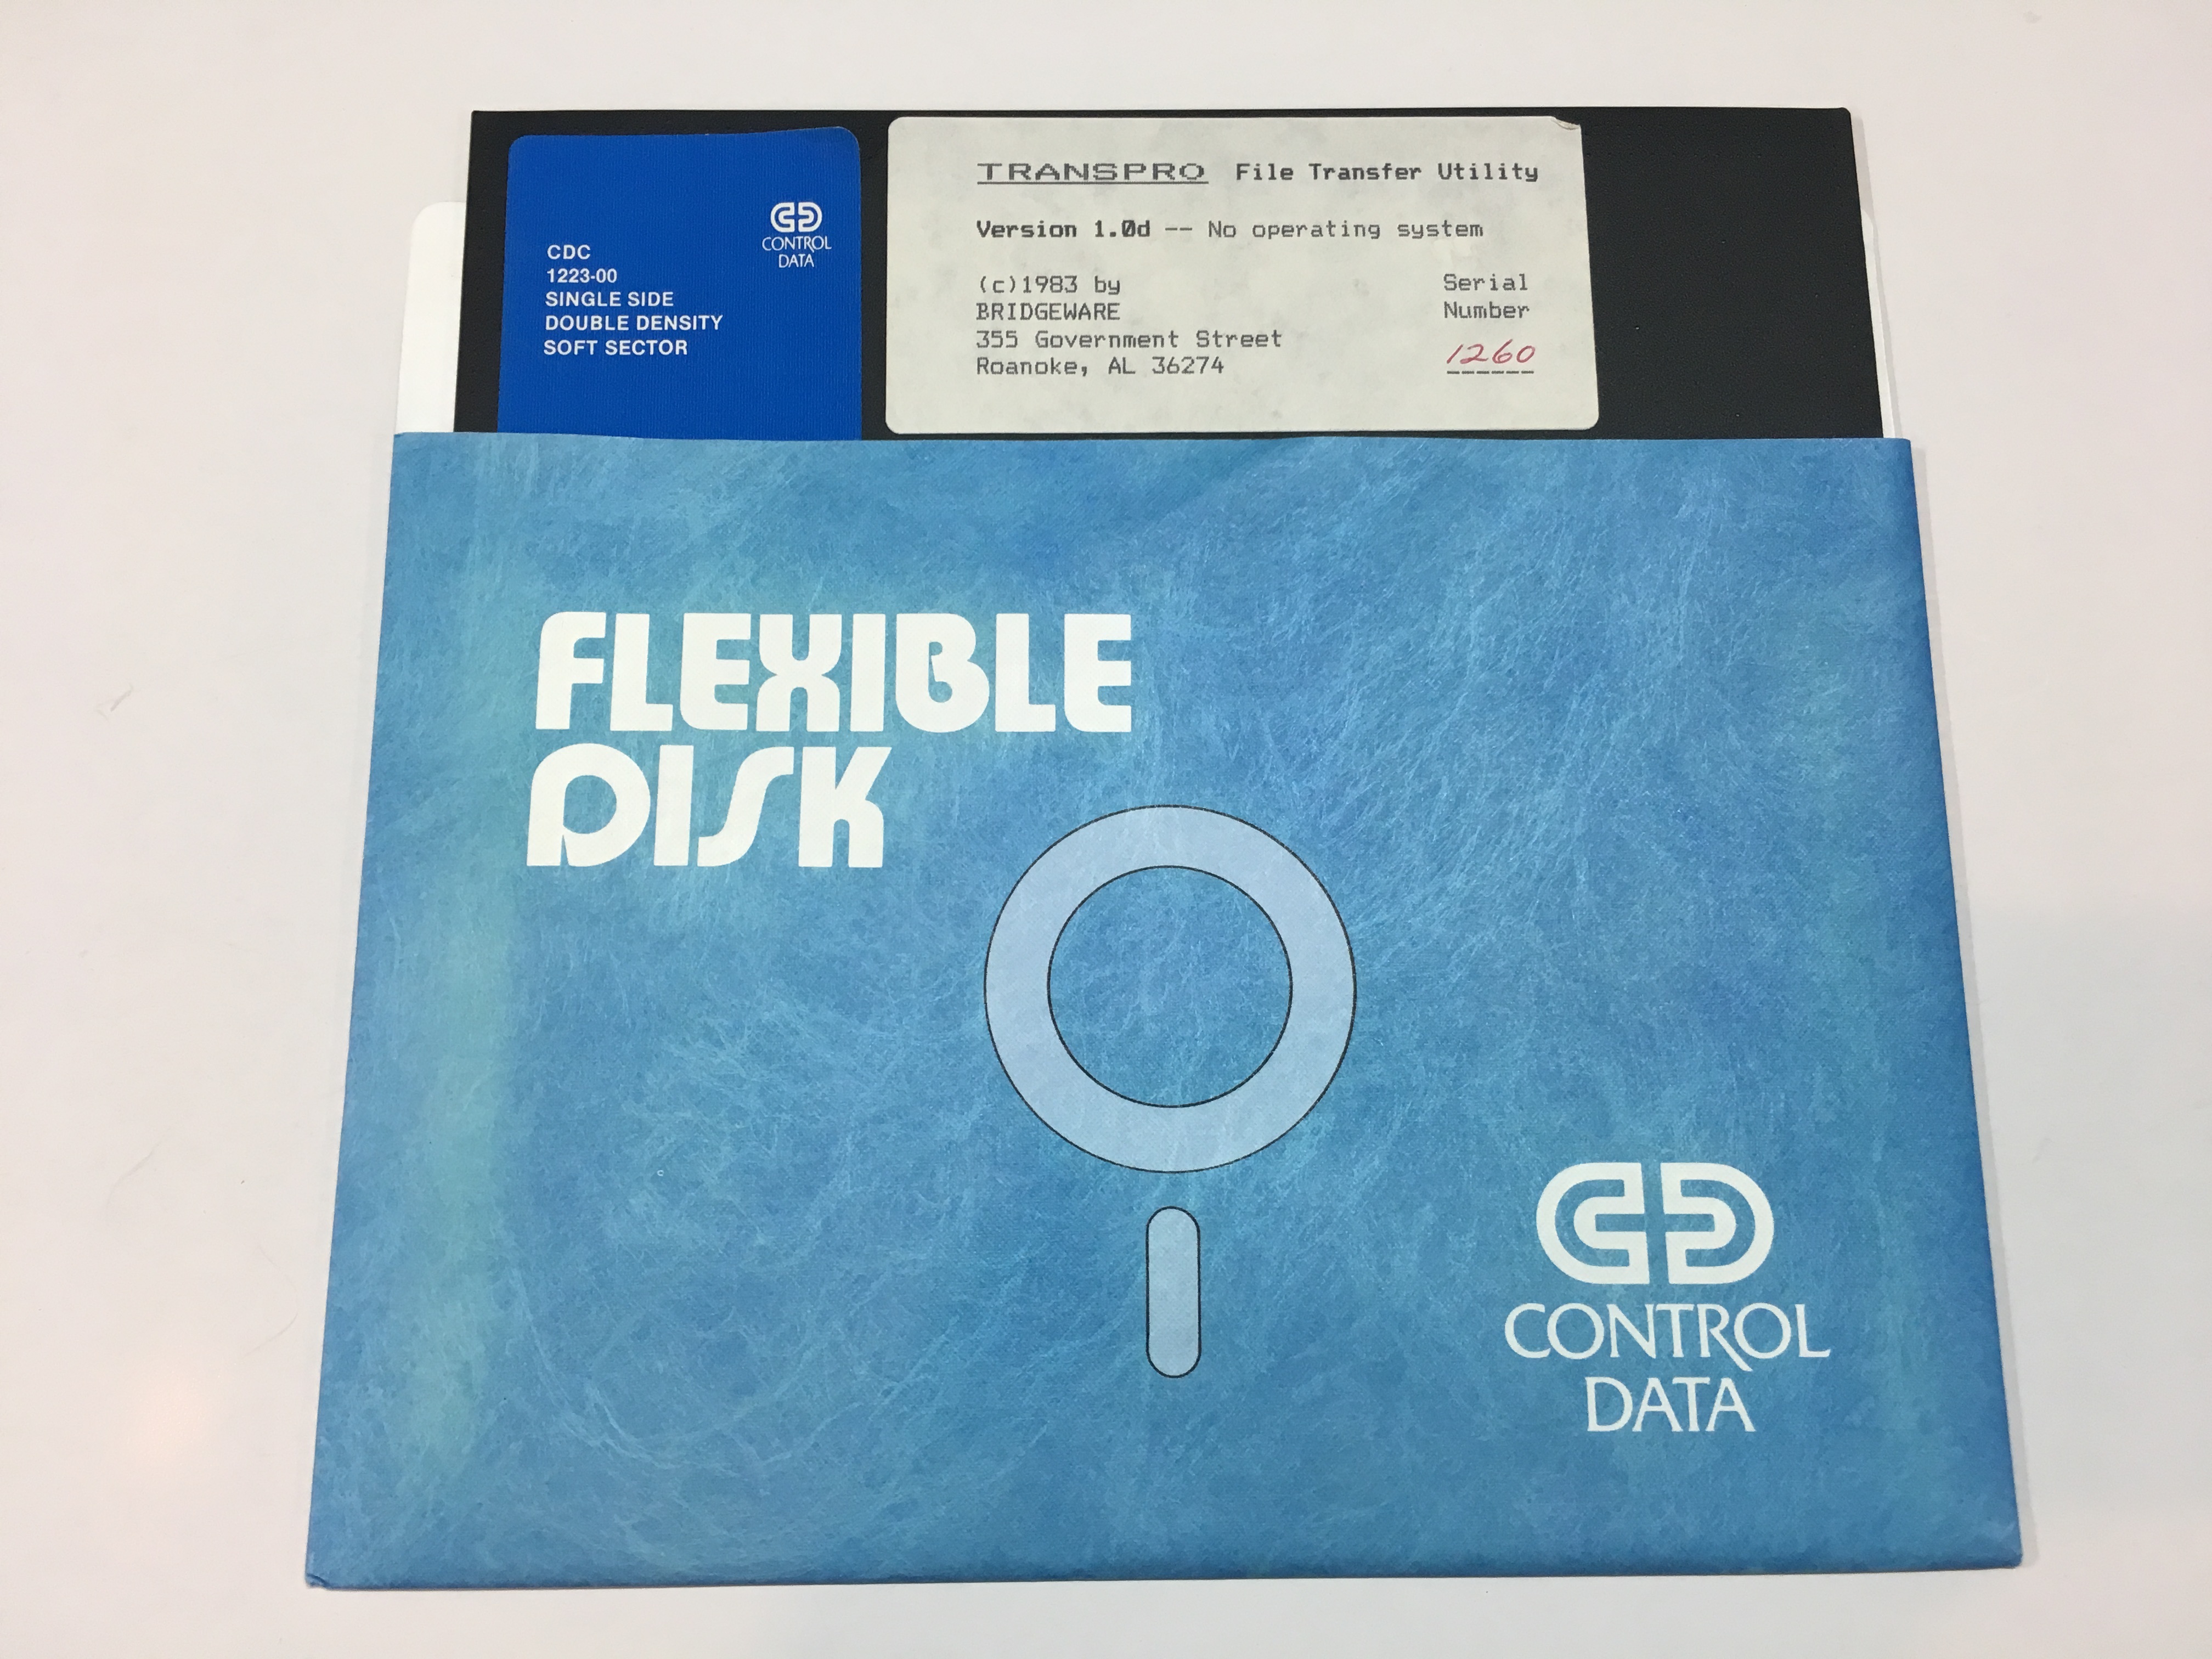 CDC
1223-00
SINGLE SIDE
DOUBLE DENSITY
SOFT SECTOR
CONTROL
DATA
TRANSPRO File Transfer Utility
Version 1.0d -- No operating system
(c)1983 by
BRIDGEWARE
355 Government Street
Roanoke, AL 36274
Serial
Number
1260
FLEXIBLE
DISK
CONTROL
DATA